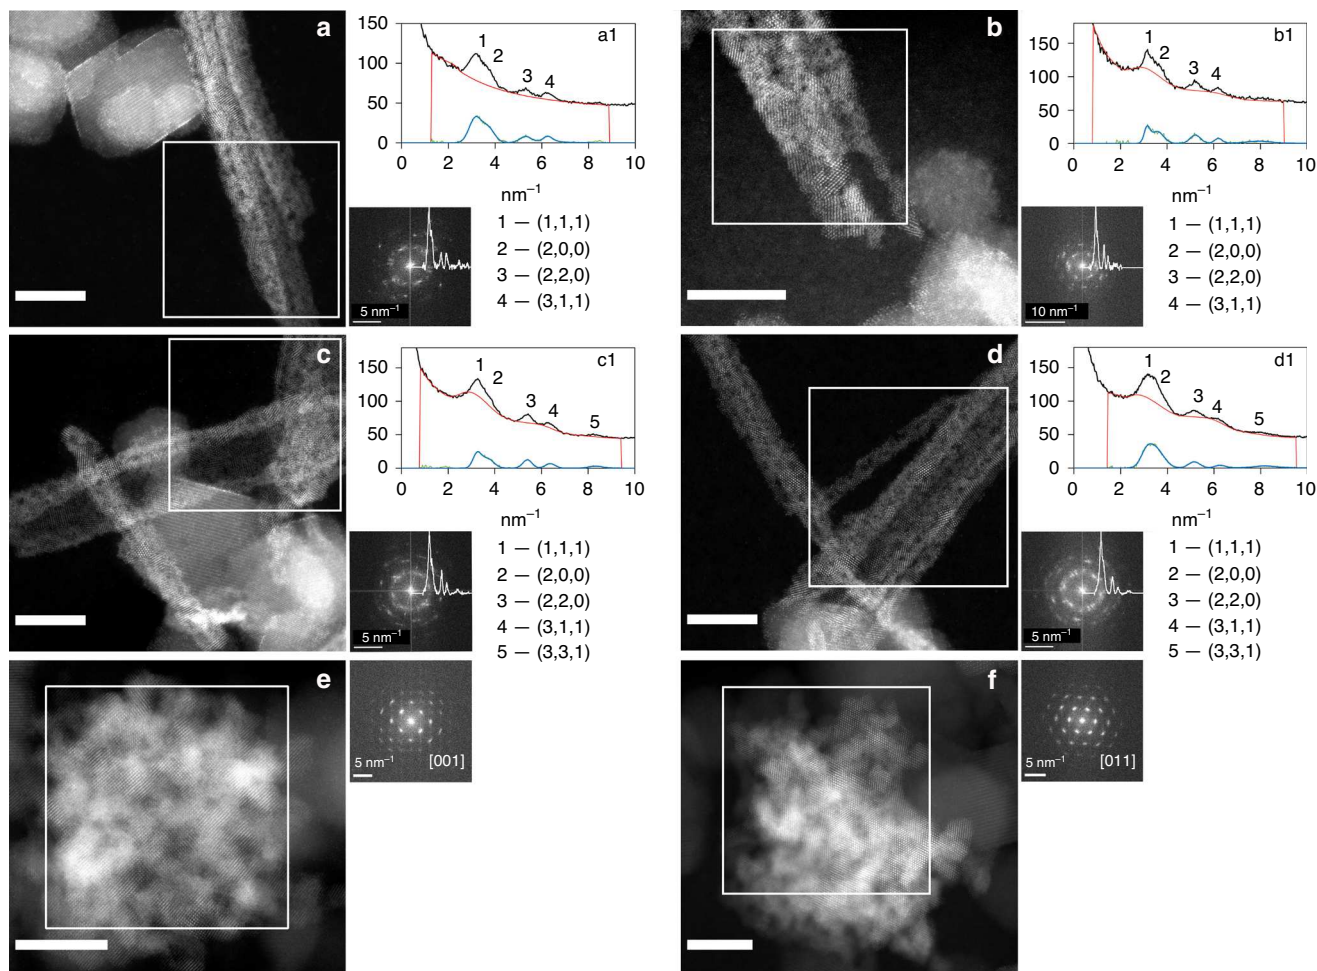 a
150
100
50
0
0 2 4 6 8 10
1 2 3 4
a1
nm⁻¹
5 nm⁻¹
1 — (1,1,1)
2 — (2,0,0)
3 — (2,2,0)
4 — (3,1,1)
b
150
100
50
0
0 2 4 6 8 10
1 2 3 4
b1
nm⁻¹
10 nm⁻¹
1 — (1,1,1)
2 — (2,0,0)
3 — (2,2,0)
4 — (3,1,1)
c
150
100
50
0
0 2 4 6 8 10
1 2 3 4 5
c1
nm⁻¹
5 nm⁻¹
1 — (1,1,1)
2 — (2,0,0)
3 — (2,2,0)
4 — (3,1,1)
5 — (3,3,1)
d
150
100
50
0
0 2 4 6 8 10
1 2 3 4 5
d1
nm⁻¹
5 nm⁻¹
1 — (1,1,1)
2 — (2,0,0)
3 — (2,2,0)
4 — (3,1,1)
5 — (3,3,1)
e
5 nm⁻¹
[001]
f
5 nm⁻¹
[011]